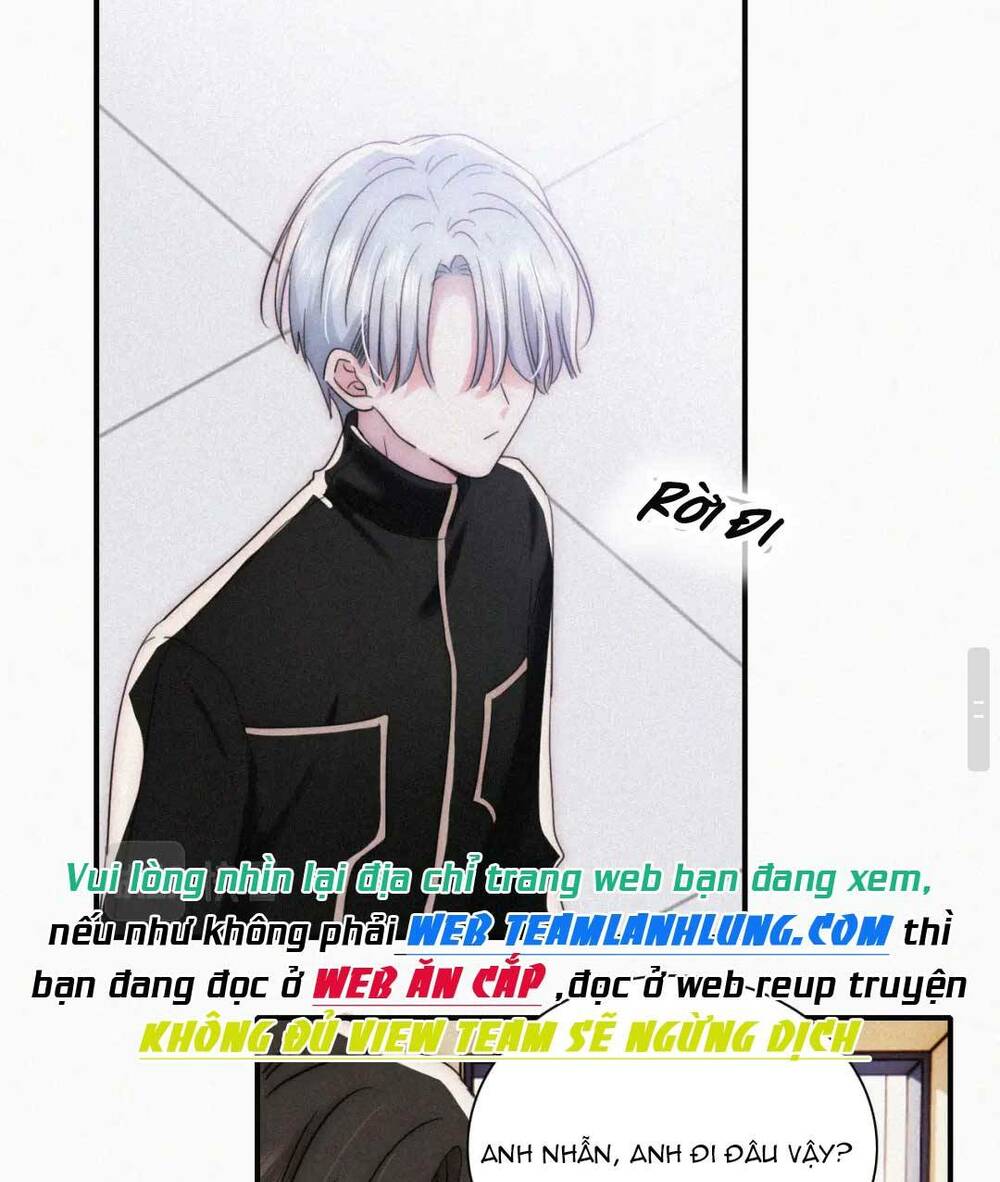 RỜI ĐI
Vui lòng nhìn lại địa chỉ trang web bạn đang xem,
nếu như không phải WEB TEAMLANHLUNG.COM thì
bạn đang đọc ở WEB ĂN CẮP ,đọc ở web reup truyện
KHÔNG ĐỦ VIEW TEAM SẼ NGỪNG DỊCH
ANH NHẪN, ANH ĐI ĐÂU VẬY?